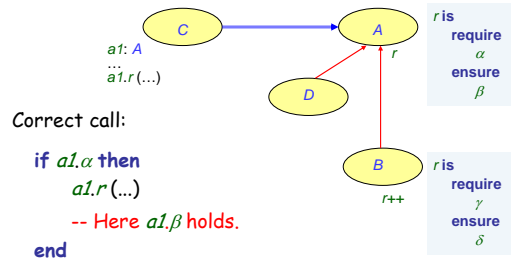 C
a1: A
…
a1.r (…)
A
r
D
B
r++
r is
require
α
ensure
β
r is
require
γ
ensure
δ
Correct call:
if a1.α then
a1.r (...)
-- Here a1.β holds.
end